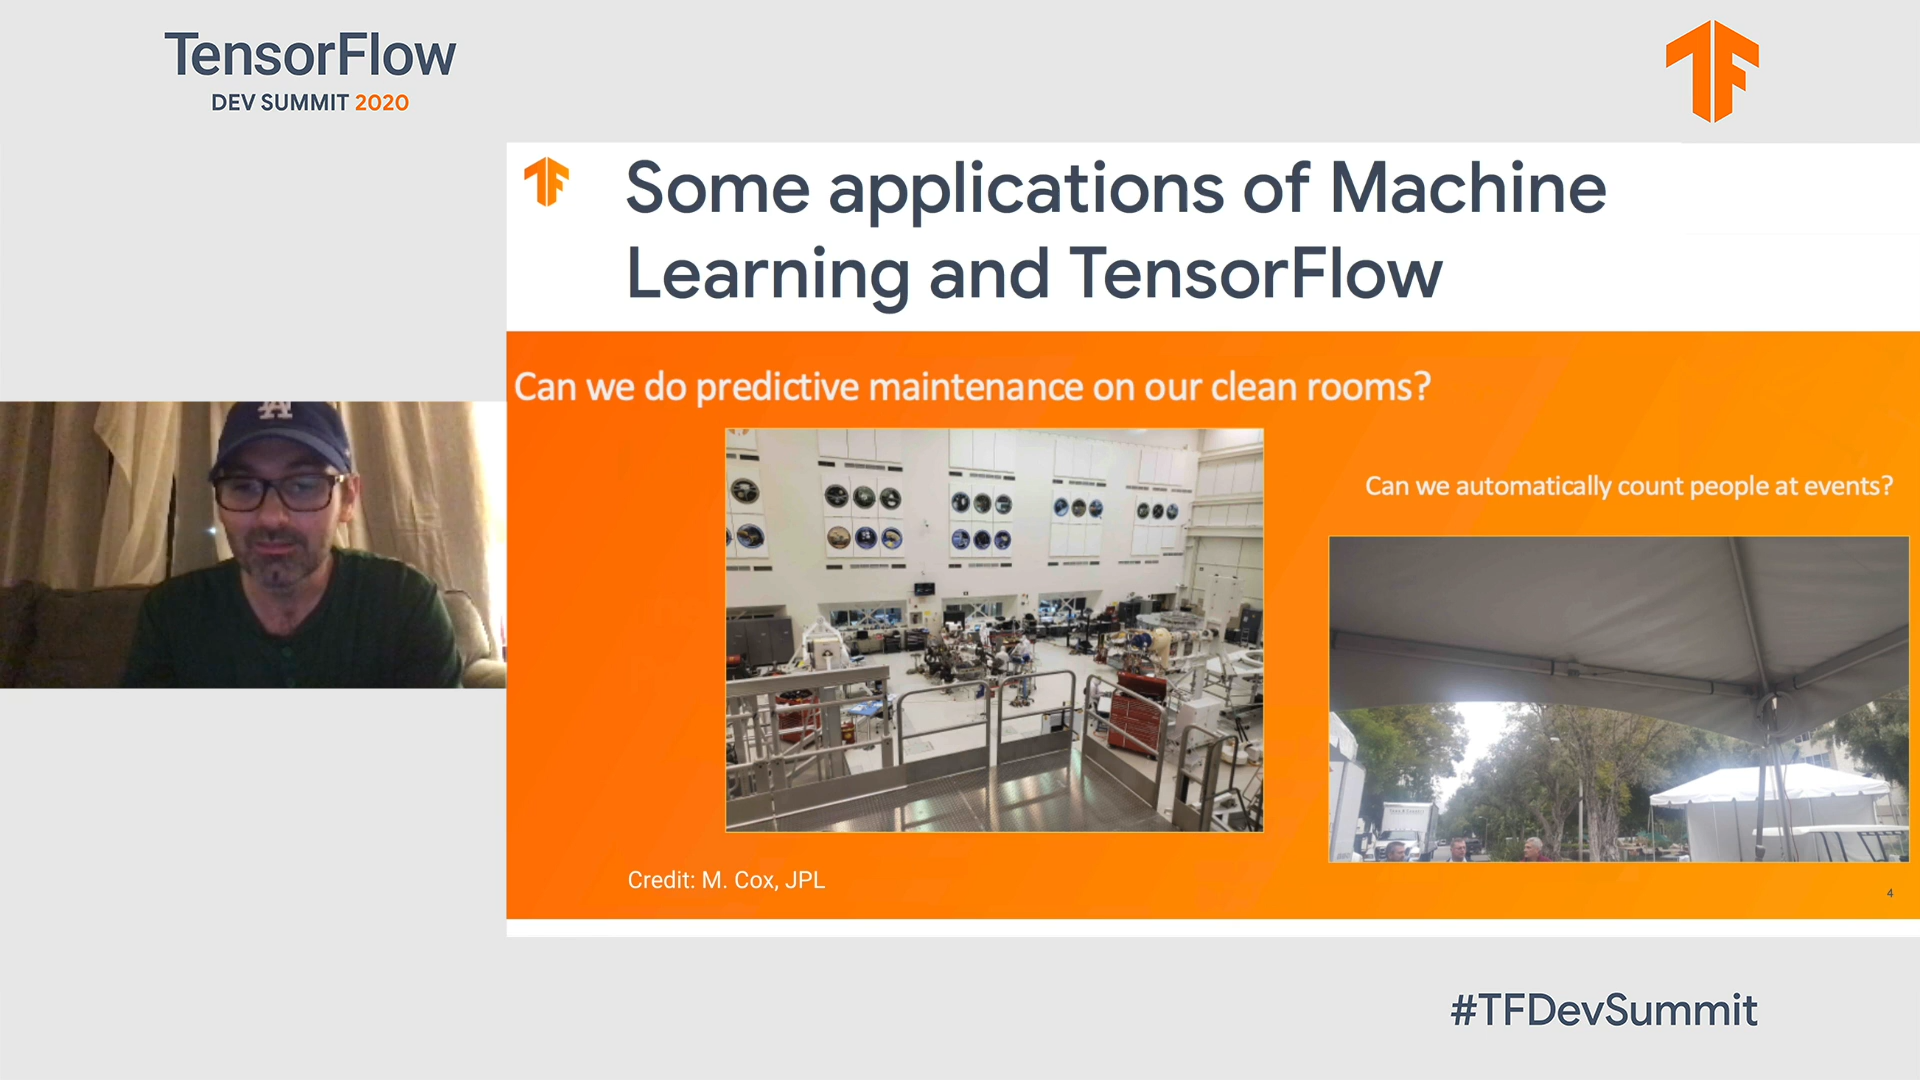 TensorFlow
DEV SUMMIT 2020
Some applications of Machine
Learning and TensorFlow
Can we do predictive maintenance on our clean rooms?
Can we automatically count people at events?
Credit: M. Cox, JPL
4
#TFDevSummit
LA